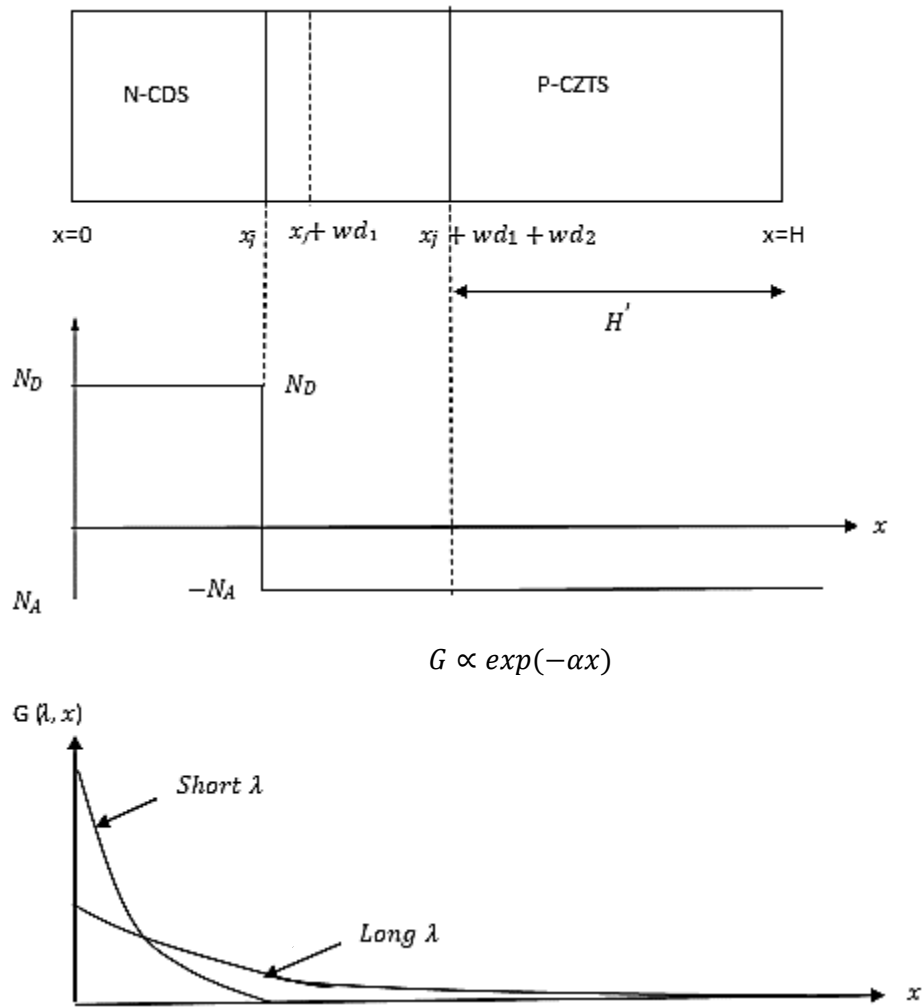 N-CDS
P-CZTS
x=0
x_j
x_j + wd_1
x_j + wd_1 + wd_2
x=H
H'
N_D
N_D
x
N_A
−N_A
G ∝ exp(−αx)
G (λ, x)
Short λ
Long λ
x